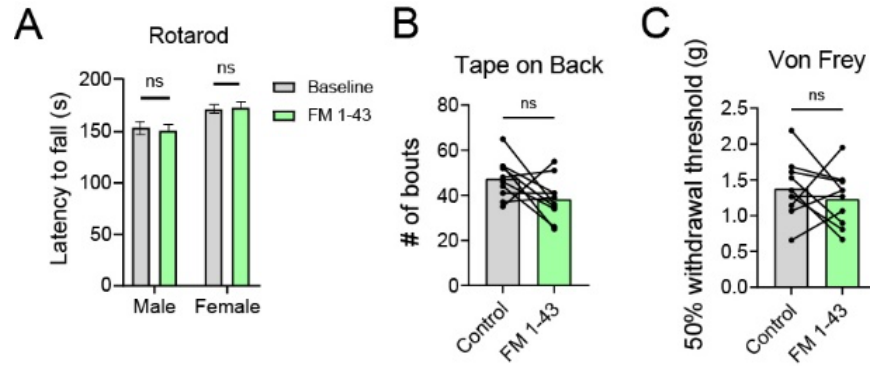 A
Rotarod
Latency to fall (s)
200
150
100
50
0
ns
ns
Male
Female
Baseline
FM 1-43
B
Tape on Back
# of bouts
80
60
40
20
0
ns
Control
FM 1-43
C
Von Frey
50% withdrawal threshold (g)
2.5
2.0
1.5
1.0
0.5
0.0
ns
Control
FM 1-43